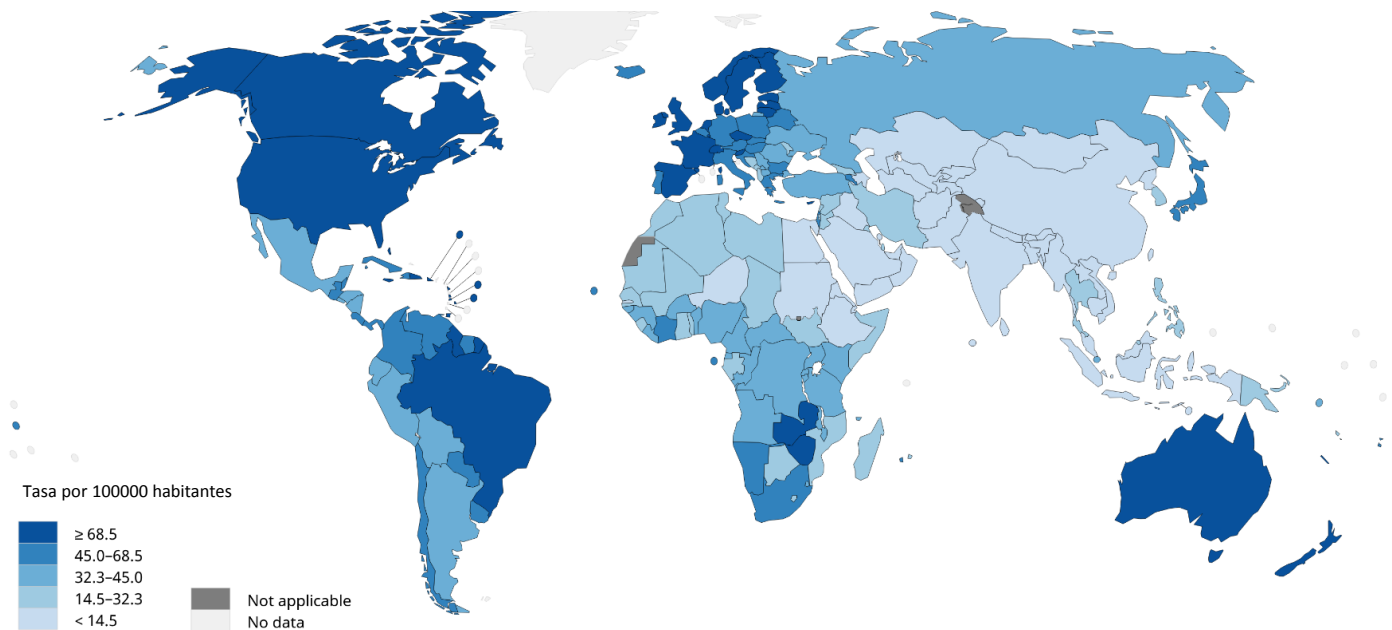 Tasa por 100000 habitantes
≥ 68.5
45.0–68.5
32.3–45.0
14.5–32.3
< 14.5
Not applicable
No data